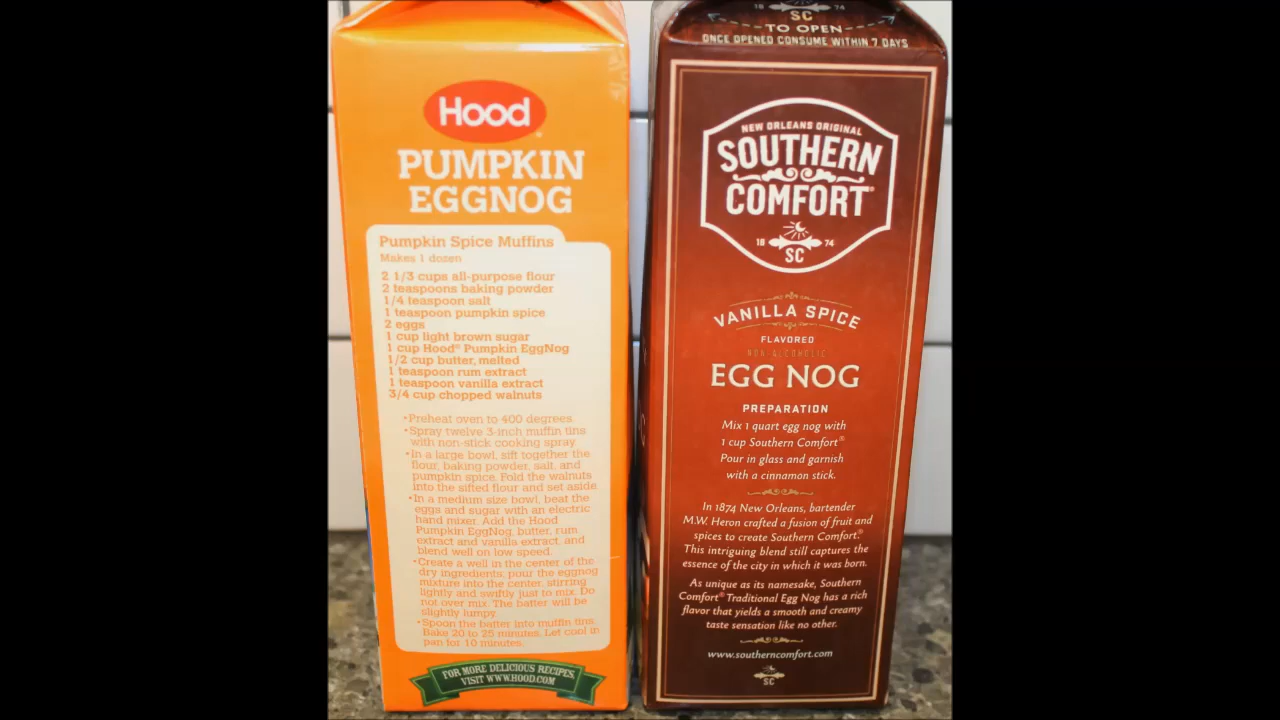 Hood
PUMPKIN
EGGNOG
Pumpkin Spice Muffins
Makes 1 dozen
2 1/3 cups all-purpose flour
2 teaspoons baking powder
1/4 teaspoon salt
1 teaspoon pumpkin spice
2 eggs
1 cup light brown sugar
1 cup Hood® Pumpkin EggNog
1/2 cup butter, melted
1 teaspoon rum extract
1 teaspoon vanilla extract
3/4 cup chopped walnuts
•Preheat oven to 400 degrees.
•Spray twelve 3-inch muffin tins
with non-stick cooking spray.
•In a large bowl, sift together the
flour, baking powder, salt, and
pumpkin spice. Fold the walnuts
into the sifted flour and set aside.
•In a medium size bowl, beat the
eggs and sugar with an electric
hand mixer. Add the Hood
Pumpkin EggNog, butter, rum
extract and vanilla extract, and
blend well on low speed.
•Create a well in the center of the
dry ingredients; pour the eggnog
mixture into the center, stirring
lightly and swiftly just to mix. Do
not over mix. The batter will be
slightly lumpy.
•Spoon the batter into muffin tins.
Bake 20 to 25 minutes. Let cool in
pan for 10 minutes.
FOR MORE DELICIOUS RECIPES,
VISIT WWW.HOOD.COM
18 74
SC
TO OPEN
ONCE OPENED CONSUME WITHIN 7 DAYS
NEW ORLEANS ORIGINAL
SOUTHERN
COMFORT®
18 74
SC
VANILLA SPICE
FLAVORED
NON ALCOHOLIC
EGG NOG
PREPARATION
Mix 1 quart egg nog with
1 cup Southern Comfort®
Pour in glass and garnish
with a cinnamon stick.
In 1874 New Orleans, bartender
M.W. Heron crafted a fusion of fruit and
spices to create Southern Comfort.®
This intriguing blend still captures the
essence of the city in which it was born.
As unique as its namesake, Southern
Comfort® Traditional Egg Nog has a rich
flavor that yields a smooth and creamy
taste sensation like no other.
www.southerncomfort.com
SC